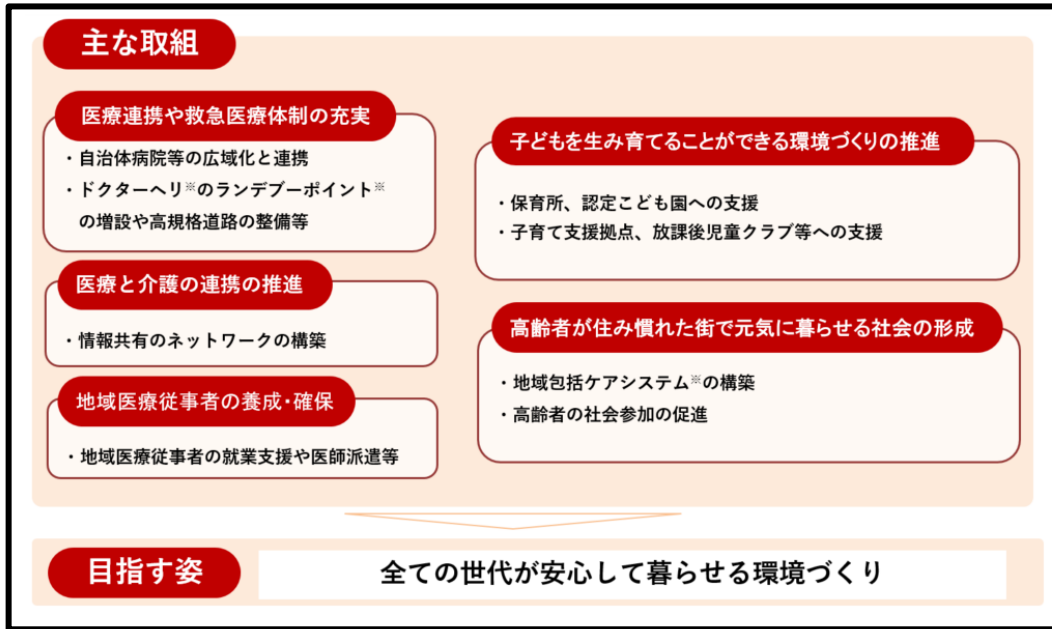 主な取組
医療連携や救急医療体制の充実
・自治体病院等の広域化と連携
・ドクターヘリ※のランデブーポイント※
の増設や高規格道路の整備等
医療と介護の連携の推進
・情報共有のネットワークの構築
地域医療従事者の養成・確保
・地域医療従事者の就業支援や医師派遣等
子どもを生み育てることができる環境づくりの推進
・保育所、認定こども園への支援
・子育て支援拠点、放課後児童クラブ等への支援
高齢者が住み慣れた街で元気に暮らせる社会の形成
・地域包括ケアシステム※の構築
・高齢者の社会参加の促進
目指す姿
全ての世代が安心して暮らせる環境づくり